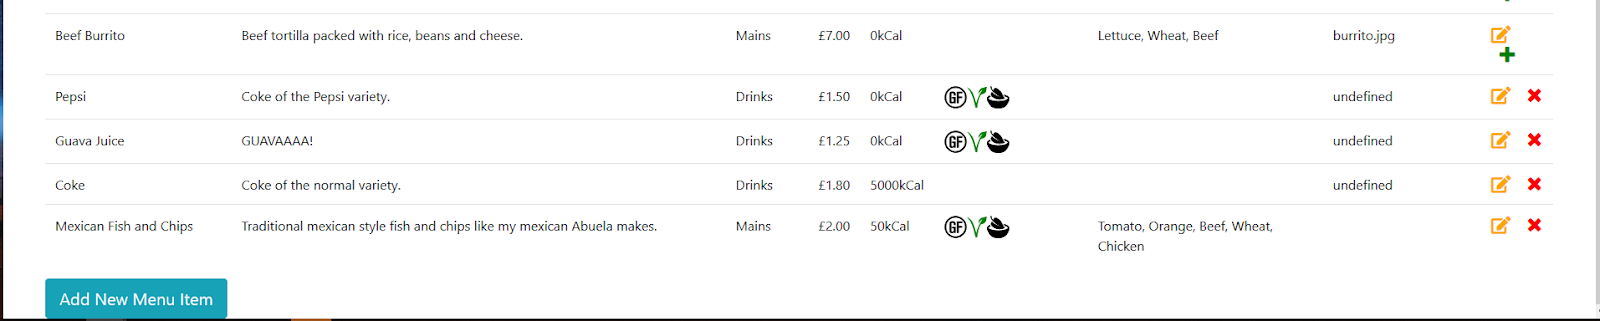 Beef Burrito Beef tortilla packed with rice, beans and cheese. Mains £7.00 0kCal Lettuce, Wheat, Beef burrito.jpg
Pepsi Coke of the Pepsi variety. Drinks £1.50 0kCal GF undefined
Guava Juice GUAVAAAA! Drinks £1.25 0kCal GF undefined
Coke Coke of the normal variety. Drinks £1.80 5000kCal undefined
Mexican Fish and Chips Traditional mexican style fish and chips like my mexican Abuela makes. Mains £2.00 50kCal GF Tomato, Orange, Beef, Wheat,
Chicken
Add New Menu Item